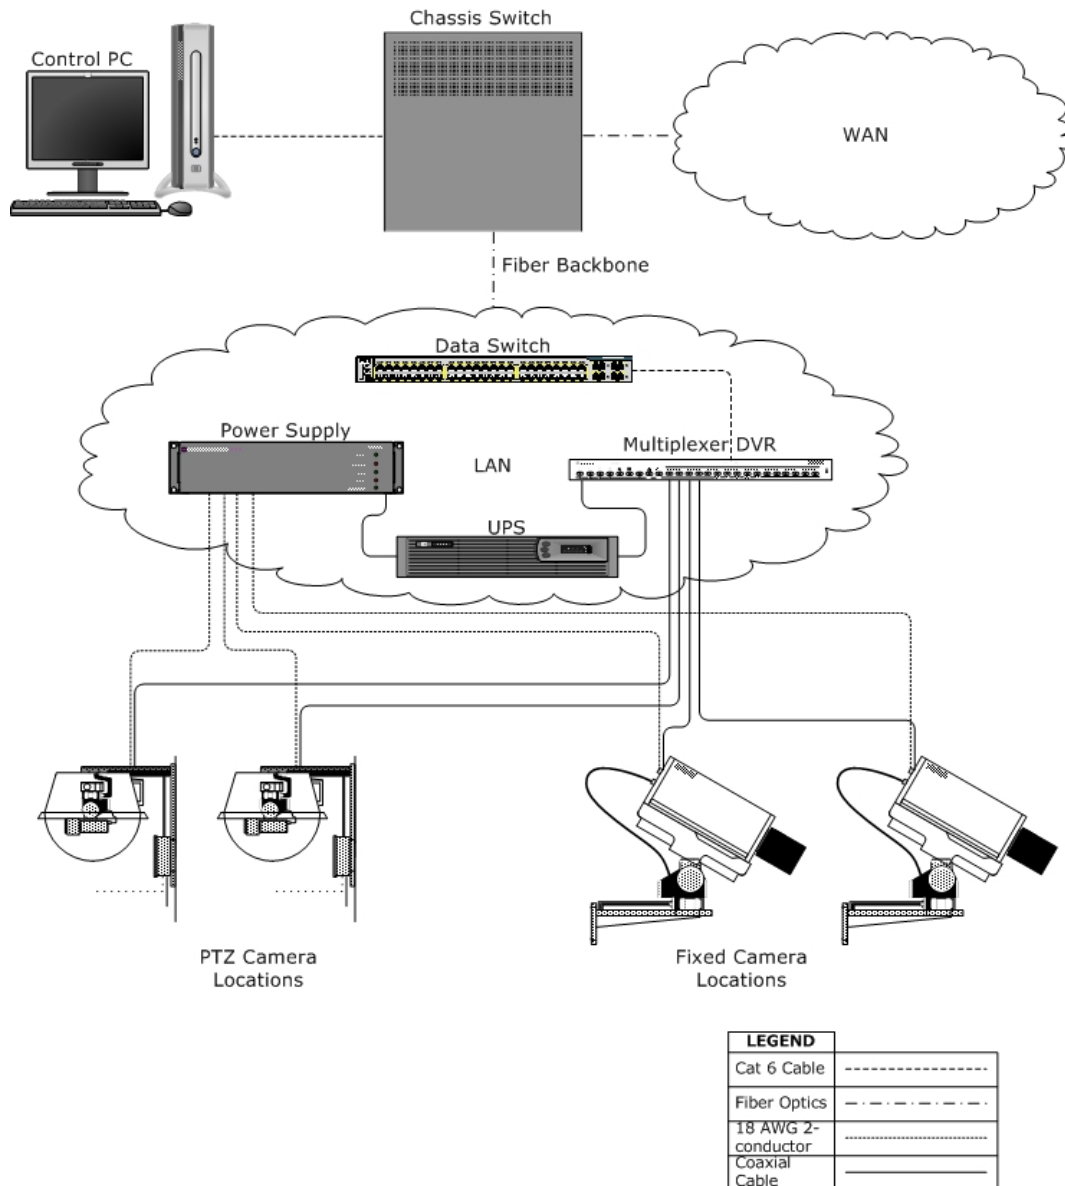 Chassis Switch
Control PC
WAN
Fiber Backbone
Data Switch
Power Supply
Multiplexer DVR
LAN
UPS
PTZ Camera
Locations
Fixed Camera
Locations
LEGEND
Cat 6 Cable
Fiber Optics
18 AWG 2-
conductor
Coaxial
Cable